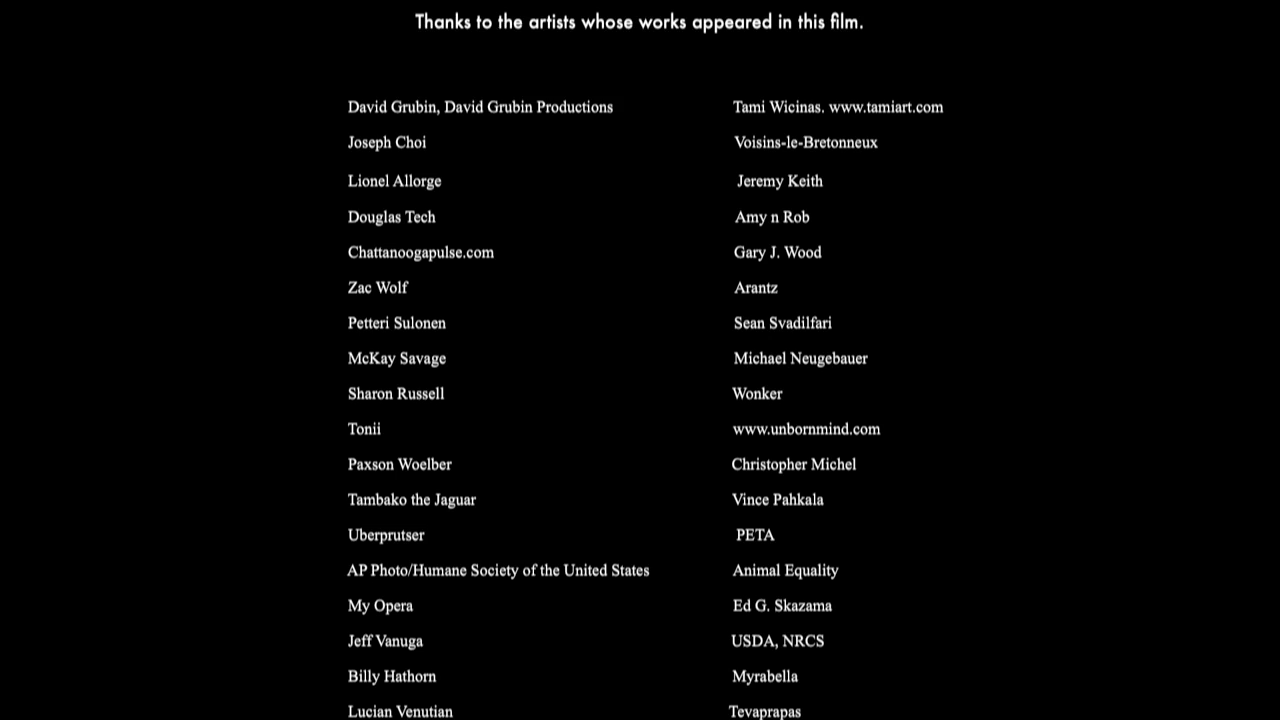 Thanks to the artists whose works appeared in this film.
David Grubin, David Grubin Productions
Joseph Choi
Lionel Allorge
Douglas Tech
Chattanoogapulse.com
Zac Wolf
Petteri Sulonen
McKay Savage
Sharon Russell
Tonii
Paxson Woelber
Tambako the Jaguar
Uberprutser
AP Photo/Humane Society of the United States
My Opera
Jeff Vanuga
Billy Hathorn
Lucian Venutian
Tami Wicinas. www.tamiart.com
Voisins-le-Bretonneux
Jeremy Keith
Amy n Rob
Gary J. Wood
Arantz
Sean Svadilfari
Michael Neugebauer
Wonker
www.unbornmind.com
Christopher Michel
Vince Pahkala
PETA
Animal Equality
Ed G. Skazama
USDA, NRCS
Myrabella
Tevaprapas